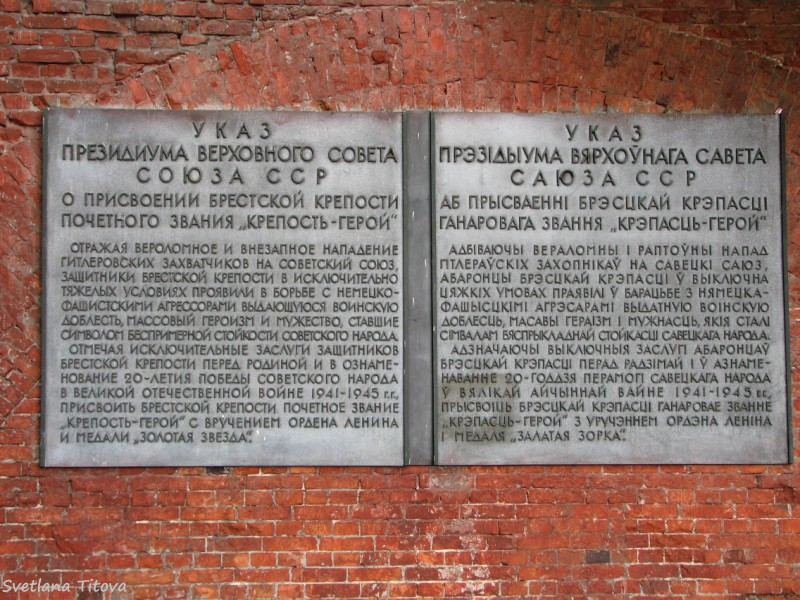 УКАЗ
ПРЕЗИДИУМА ВЕРХОВНОГО СОВЕТА
СОЮЗА ССР
О ПРИСВОЕНИИ БРЕСТСКОЙ КРЕПОСТИ
ПОЧЕТНОГО ЗВАНИЯ „КРЕПОСТЬ-ГЕРОЙ“
ОТРАЖАЯ ВЕРОЛОМНОЕ И ВНЕЗАПНОЕ НАПАДЕНИЕ
ГИТЛЕРОВСКИХ ЗАХВАТЧИКОВ НА СОВЕТСКИЙ СОЮЗ,
ЗАЩИТНИКИ БРЕСТСКОЙ КРЕПОСТИ В ИСКЛЮЧИТЕЛЬНО
ТЯЖЕЛЫХ УСЛОВИЯХ ПРОЯВИЛИ В БОРЬБЕ С НЕМЕЦКО-
ФАШИСТСКИМИ АГРЕССОРАМИ ВЫДАЮЩУЮСЯ ВОИНСКУЮ
ДОБЛЕСТЬ, МАССОВЫЙ ГЕРОИЗМ И МУЖЕСТВО, СТАВШИЕ
СИМВОЛОМ БЕСПРИМЕРНОЙ СТОЙКОСТИ СОВЕТСКОГО НАРОДА.
ОТМЕЧАЯ ИСКЛЮЧИТЕЛЬНЫЕ ЗАСЛУГИ ЗАЩИТНИКОВ
БРЕСТСКОЙ КРЕПОСТИ ПЕРЕД РОДИНОЙ И В ОЗНАМЕ-
НОВАНИЕ 20-ЛЕТИЯ ПОБЕДЫ СОВЕТСКОГО НАРОДА
В ВЕЛИКОЙ ОТЕЧЕСТВЕННОЙ ВОЙНЕ 1941-1945 г.г.,
ПРИСВОИТЬ БРЕСТСКОЙ КРЕПОСТИ ПОЧЕТНОЕ ЗВАНИЕ
„КРЕПОСТЬ-ГЕРОЙ“ С ВРУЧЕНИЕМ ОРДЕНА ЛЕНИНА
И МЕДАЛИ „ЗОЛОТАЯ ЗВЕЗДА“.
УКАЗ
ПРЭЗІДЫУМА ВЯРХОЎНАГА САВЕТА
САЮЗА ССР
АБ ПРЫСВАЕННІ БРЭСЦКАЙ КРЭПАСЦІ
ГАНАРОВАГА ЗВАННЯ „КРЭПАСЦЬ-ГЕРОЙ“
АДБІВАЮЧЫ ВЕРАЛОМНЫ І РАПТОЎНЫ НАПАД
ГІТЛЕРАЎСКІХ ЗАХОПНІКАЎ НА САВЕЦКІ САЮЗ,
АБАРОНЦЫ БРЭСЦКАЙ КРЭПАСЦІ Ў ВЫКЛЮЧНА
ЦЯЖКІХ УМОВАХ ПРАЯВІЛІ Ў БАРАЦЬБЕ З НЯМЕЦКА-
ФАШЫСЦКІМІ АГРЭСАРАМІ ВЫДАТНУЮ ВОІНСКУЮ
ДОБЛЕСЦЬ, МАСАВЫ ГЕРАІЗМ І МУЖНАСЦЬ, ЯКІЯ СТАЛІ
СІМВАЛАМ БЯСПРЫКЛАДНАЙ СТОЙКАСЦІ САВЕЦКАГА НАРОДА.
АДЗНАЧАЮЧЫ ВЫКЛЮЧНЫЯ ЗАСЛУГІ АБАРОНЦАЎ
БРЭСЦКАЙ КРЭПАСЦІ ПЕРАД РАДЗІМАЙ І Ў АЗНАМЕ-
НАВАННЕ 20-ГОДДЗЯ ПЕРАМОГІ САВЕЦКАГА НАРОДА
Ў ВЯЛІКАЙ АЙЧЫННАЙ ВАЙНЕ 1941-1945 гг.,
ПРЫСВОІЦЬ БРЭСЦКАЙ КРЭПАСЦІ ГАНАРОВАЕ ЗВАННЕ
„КРЭПАСЦЬ-ГЕРОЙ“ З УРУЧЭННЕМ ОРДЭНА ЛЕНІНА
І МЕДАЛЯ „ЗАЛАТАЯ ЗОРКА“.
Svetlana Titova